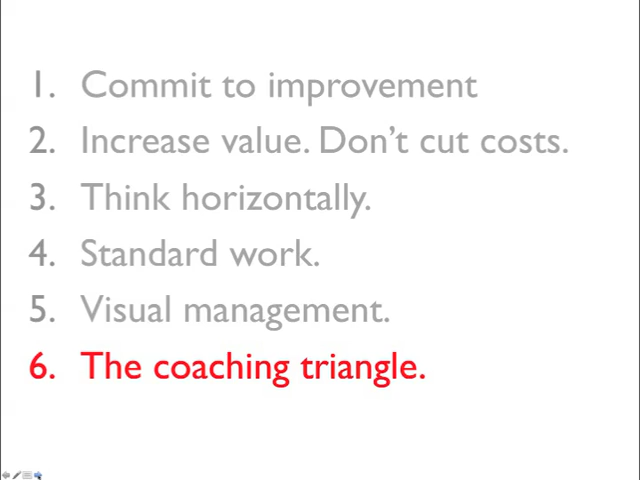 1. Commit to improvement
2. Increase value. Don't cut costs.
3. Think horizontally.
4. Standard work.
5. Visual management.
6. The coaching triangle.